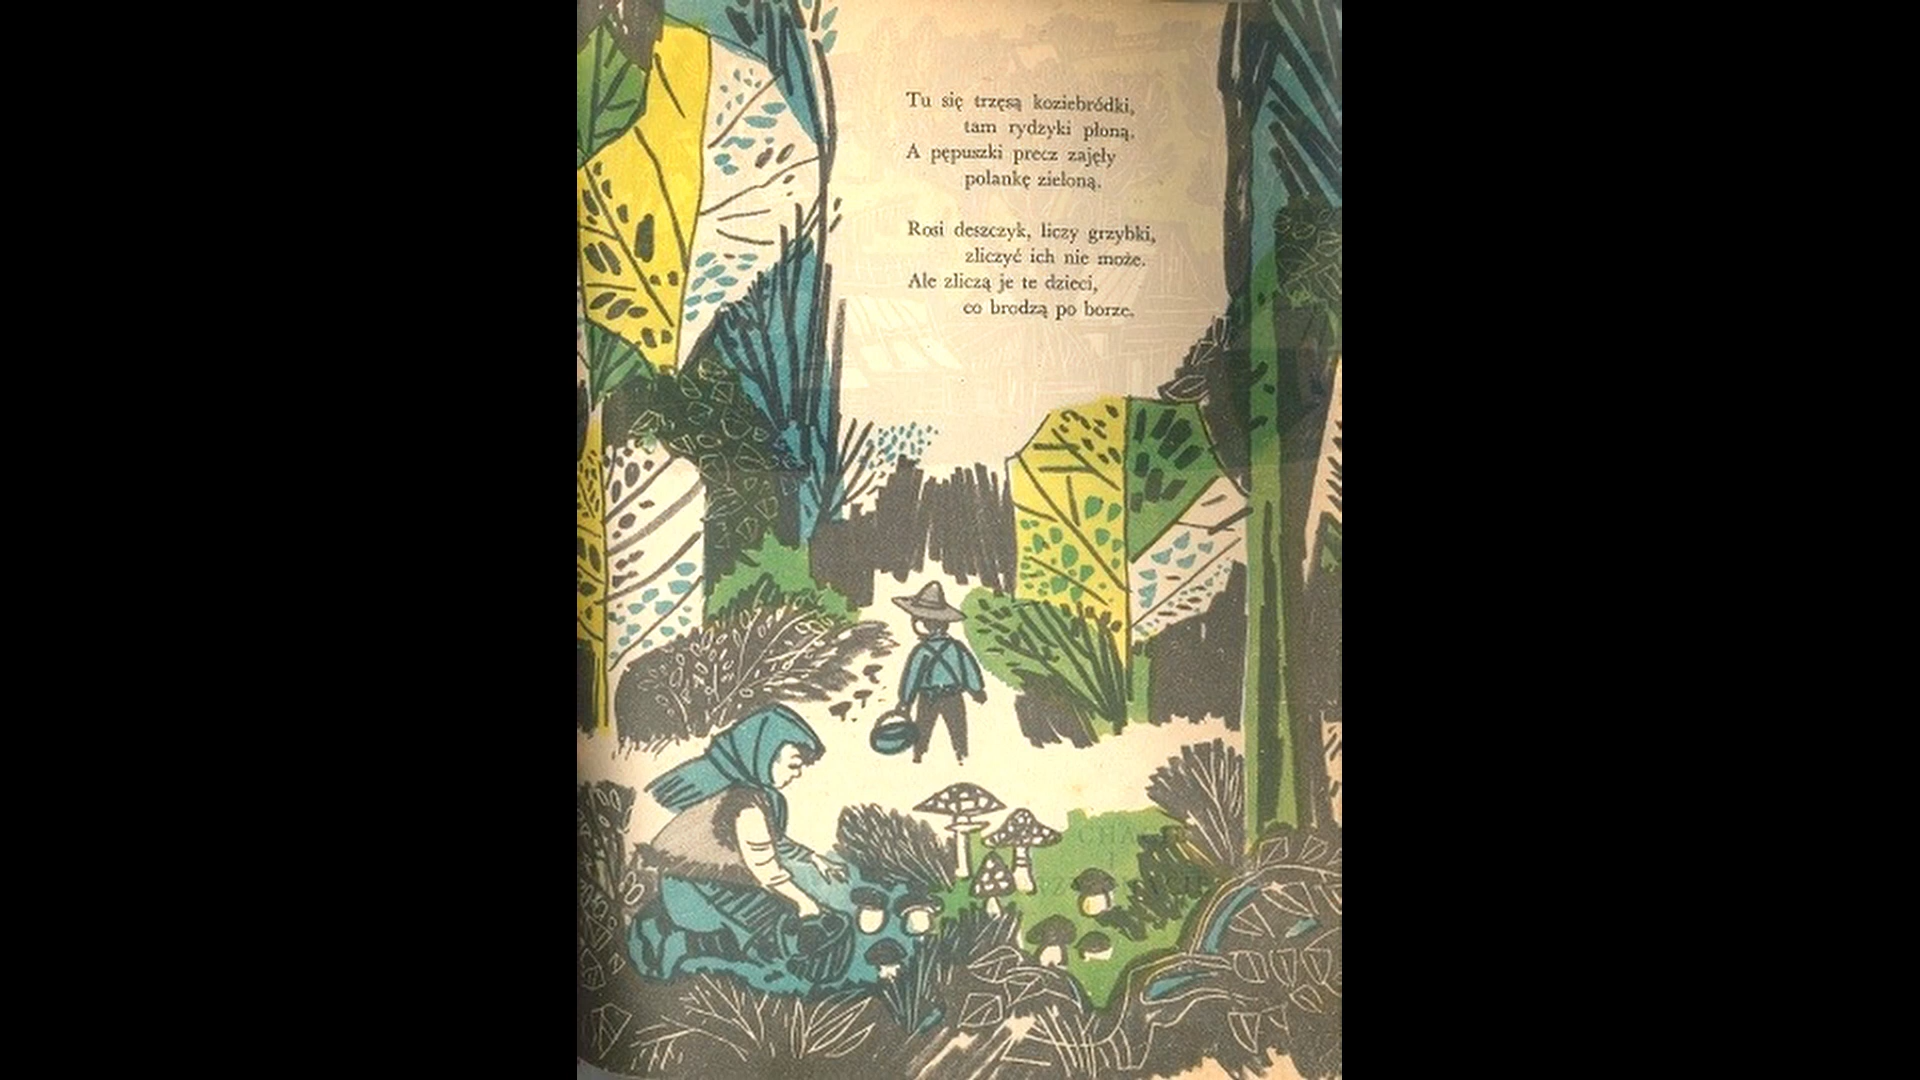 Tu się trzęsą koziebródki,
tam rydzyki płoną.
A pępuszki precz zajęły
polankę zieloną.
Rosi deszczyk, liczy grzybki,
zliczyć ich nie może.
Ale zliczą je te dzieci,
co brodzą po borze.